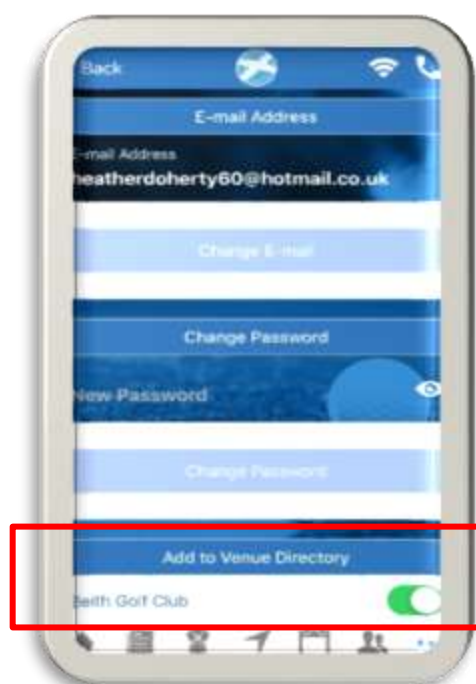 Back
E-mail Address
E-mail Address
heatherdoherty60@hotmail.co.uk
Change E-mail
Change Password
New Password
Change Password
Add to Venue Directory
Beith Golf Club